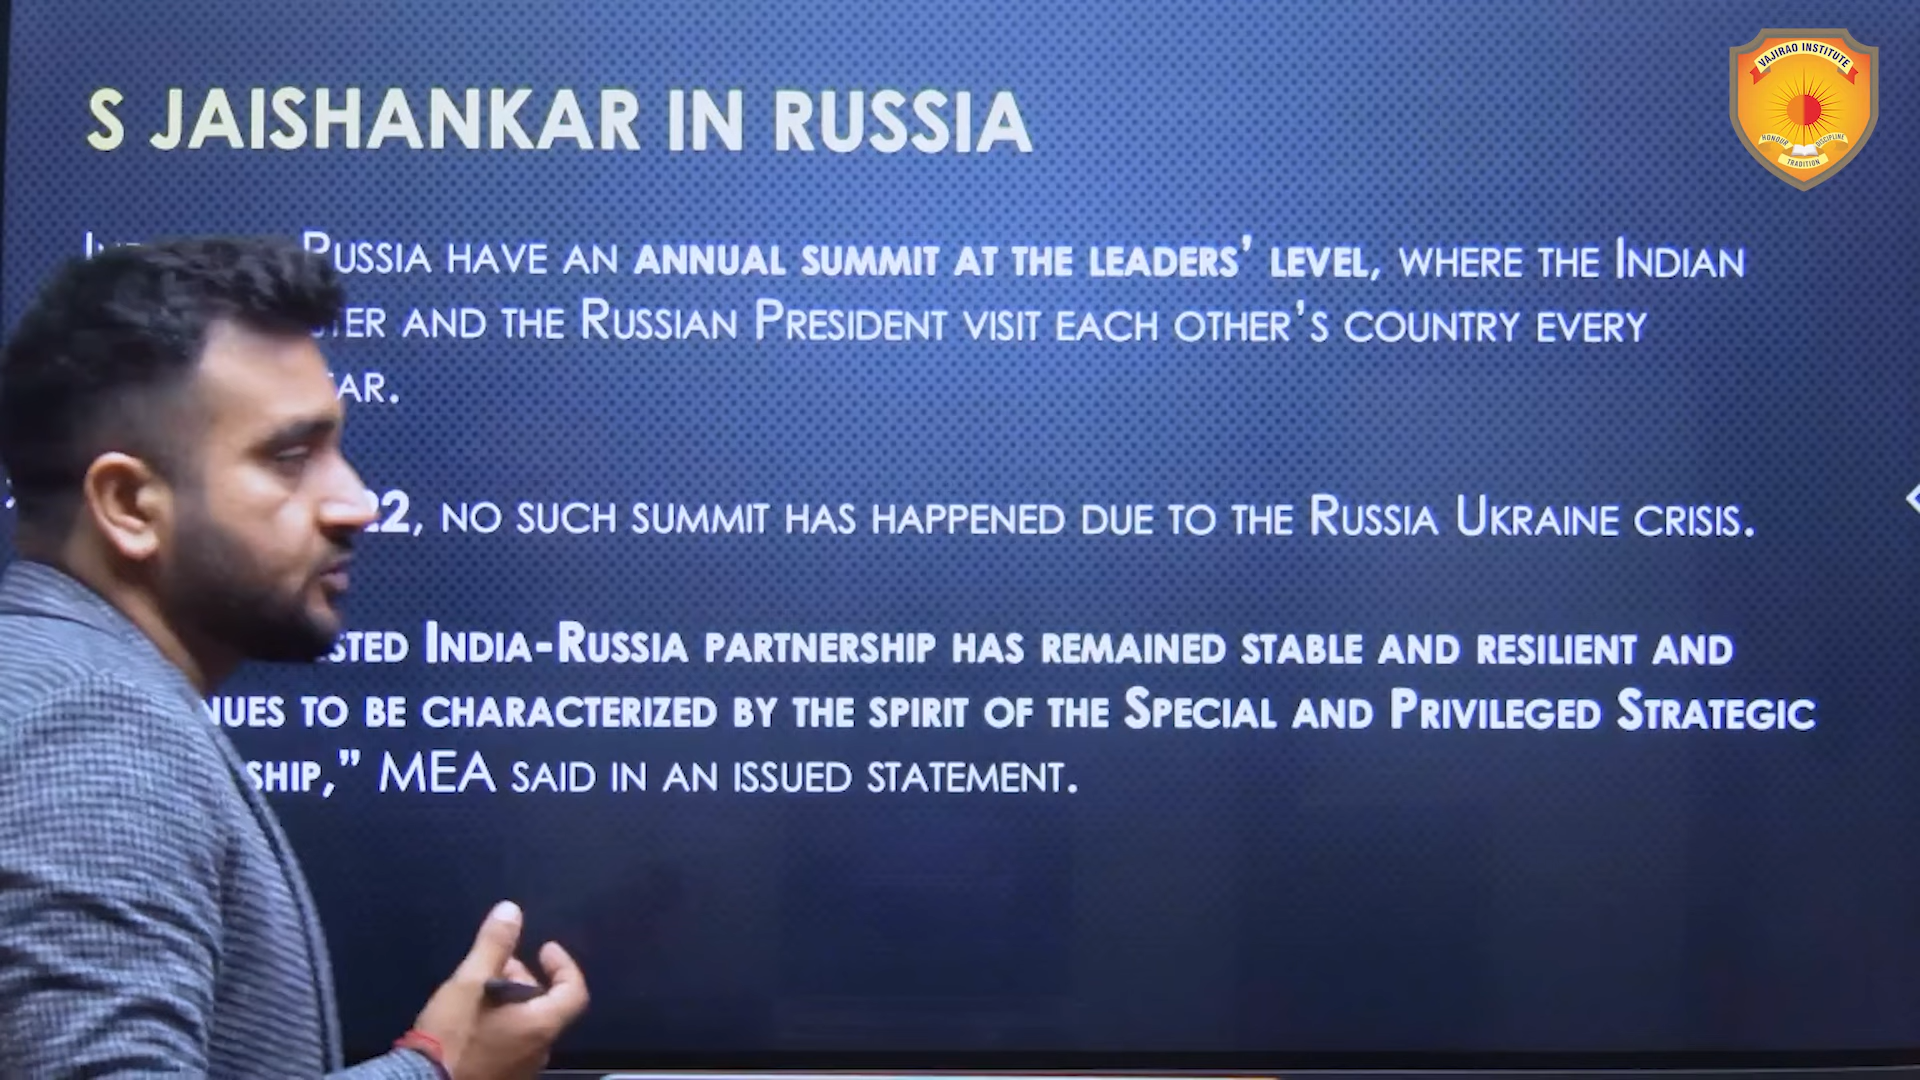 S JAISHANKAR IN RUSSIA
RUSSIA HAVE AN ANNUAL SUMMIT AT THE LEADERS' LEVEL, WHERE THE INDIAN
AND THE RUSSIAN PRESIDENT VISIT EACH OTHER'S COUNTRY EVERY
NO SUCH SUMMIT HAS HAPPENED DUE TO THE RUSSIA UKRAINE CRISIS.
INDIA-RUSSIA PARTNERSHIP HAS REMAINED STABLE AND RESILIENT AND
TO BE CHARACTERIZED BY THE SPIRIT OF THE SPECIAL AND PRIVILEGED STRATEGIC
MEA SAID IN AN ISSUED STATEMENT.
VAJIRAO INSTITUTE
HONOUR
DISCIPLINE
TRADITION